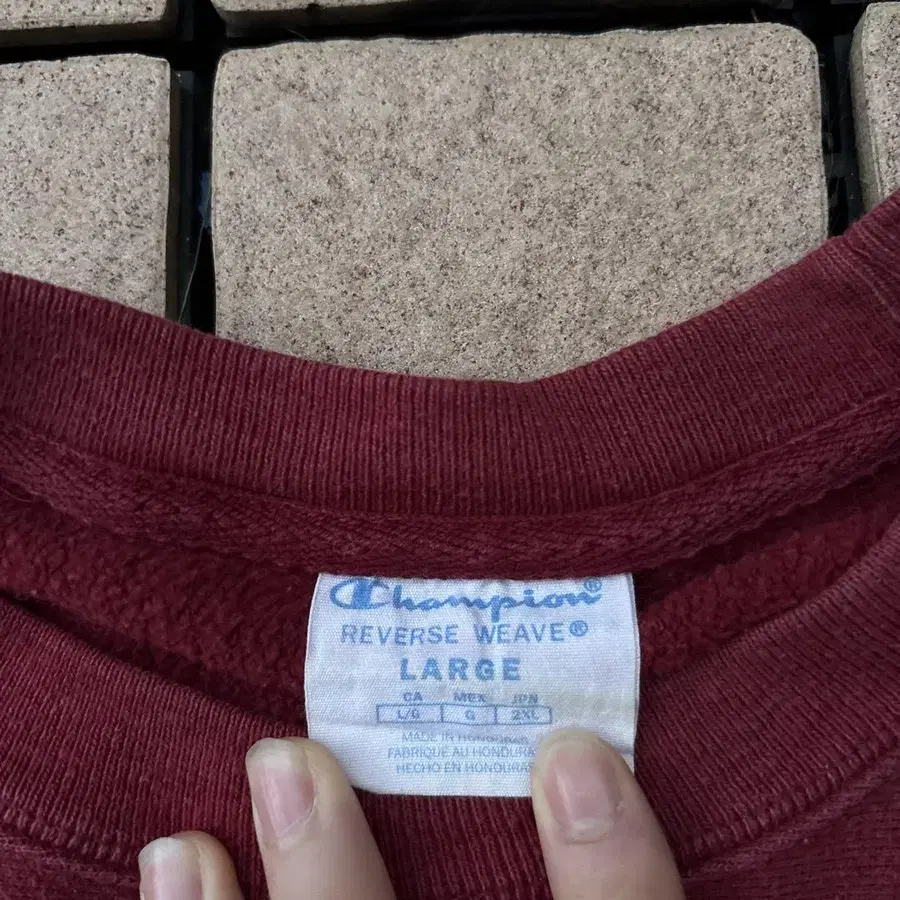 Champion®
REVERSE WEAVE®
LARGE
CA MEX JPN
L/G G 2XL
MADE IN HONDURAS
FABRIQUE AU HONDURAS
HECHO EN HONDURAS